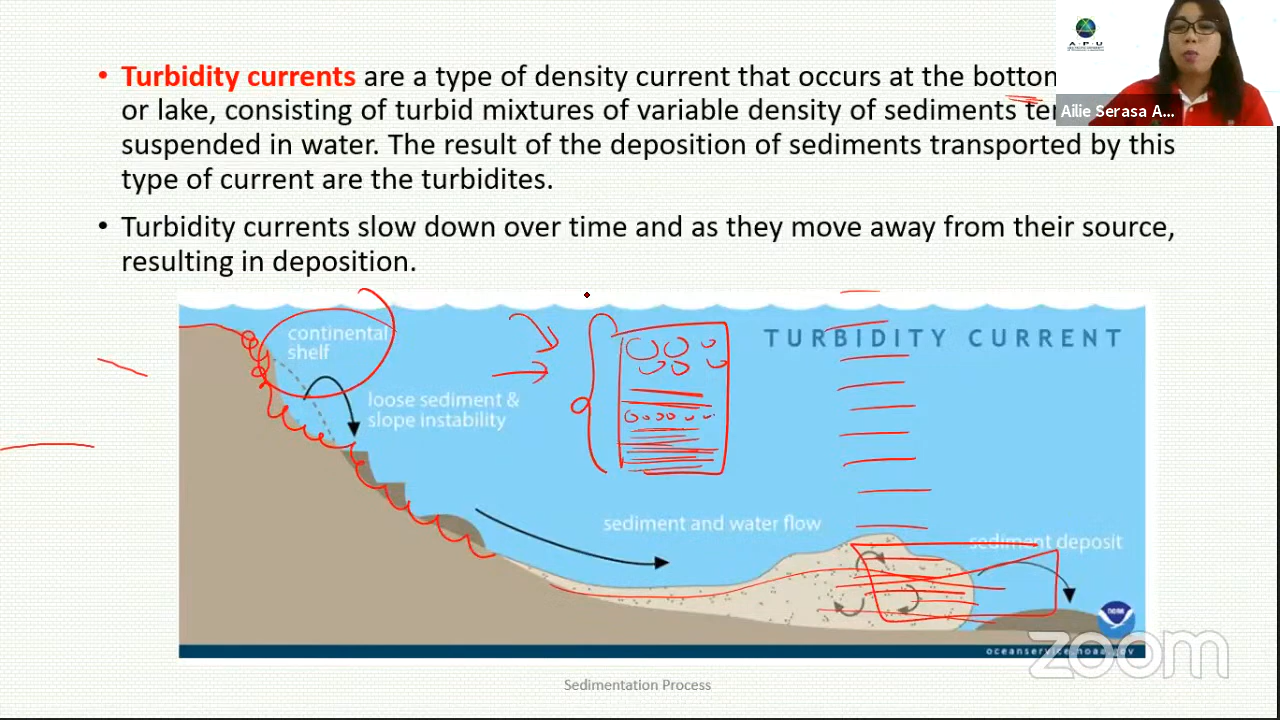 A · P · U
• Turbidity currents are a type of density current that occurs at the bottom
or lake, consisting of turbid mixtures of variable density of sediments
Ailie Serasa A...
suspended in water. The result of the deposition of sediments transported by this
type of current are the turbidites.
• Turbidity currents slow down over time and as they move away from their source,
resulting in deposition.
continental
shelf
TURBIDITY CURRENT
loose sediment &
slope instability
sediment and water flow
sediment deposit
noaa
oceanservice.noaa.gov
zoom
Sedimentation Process